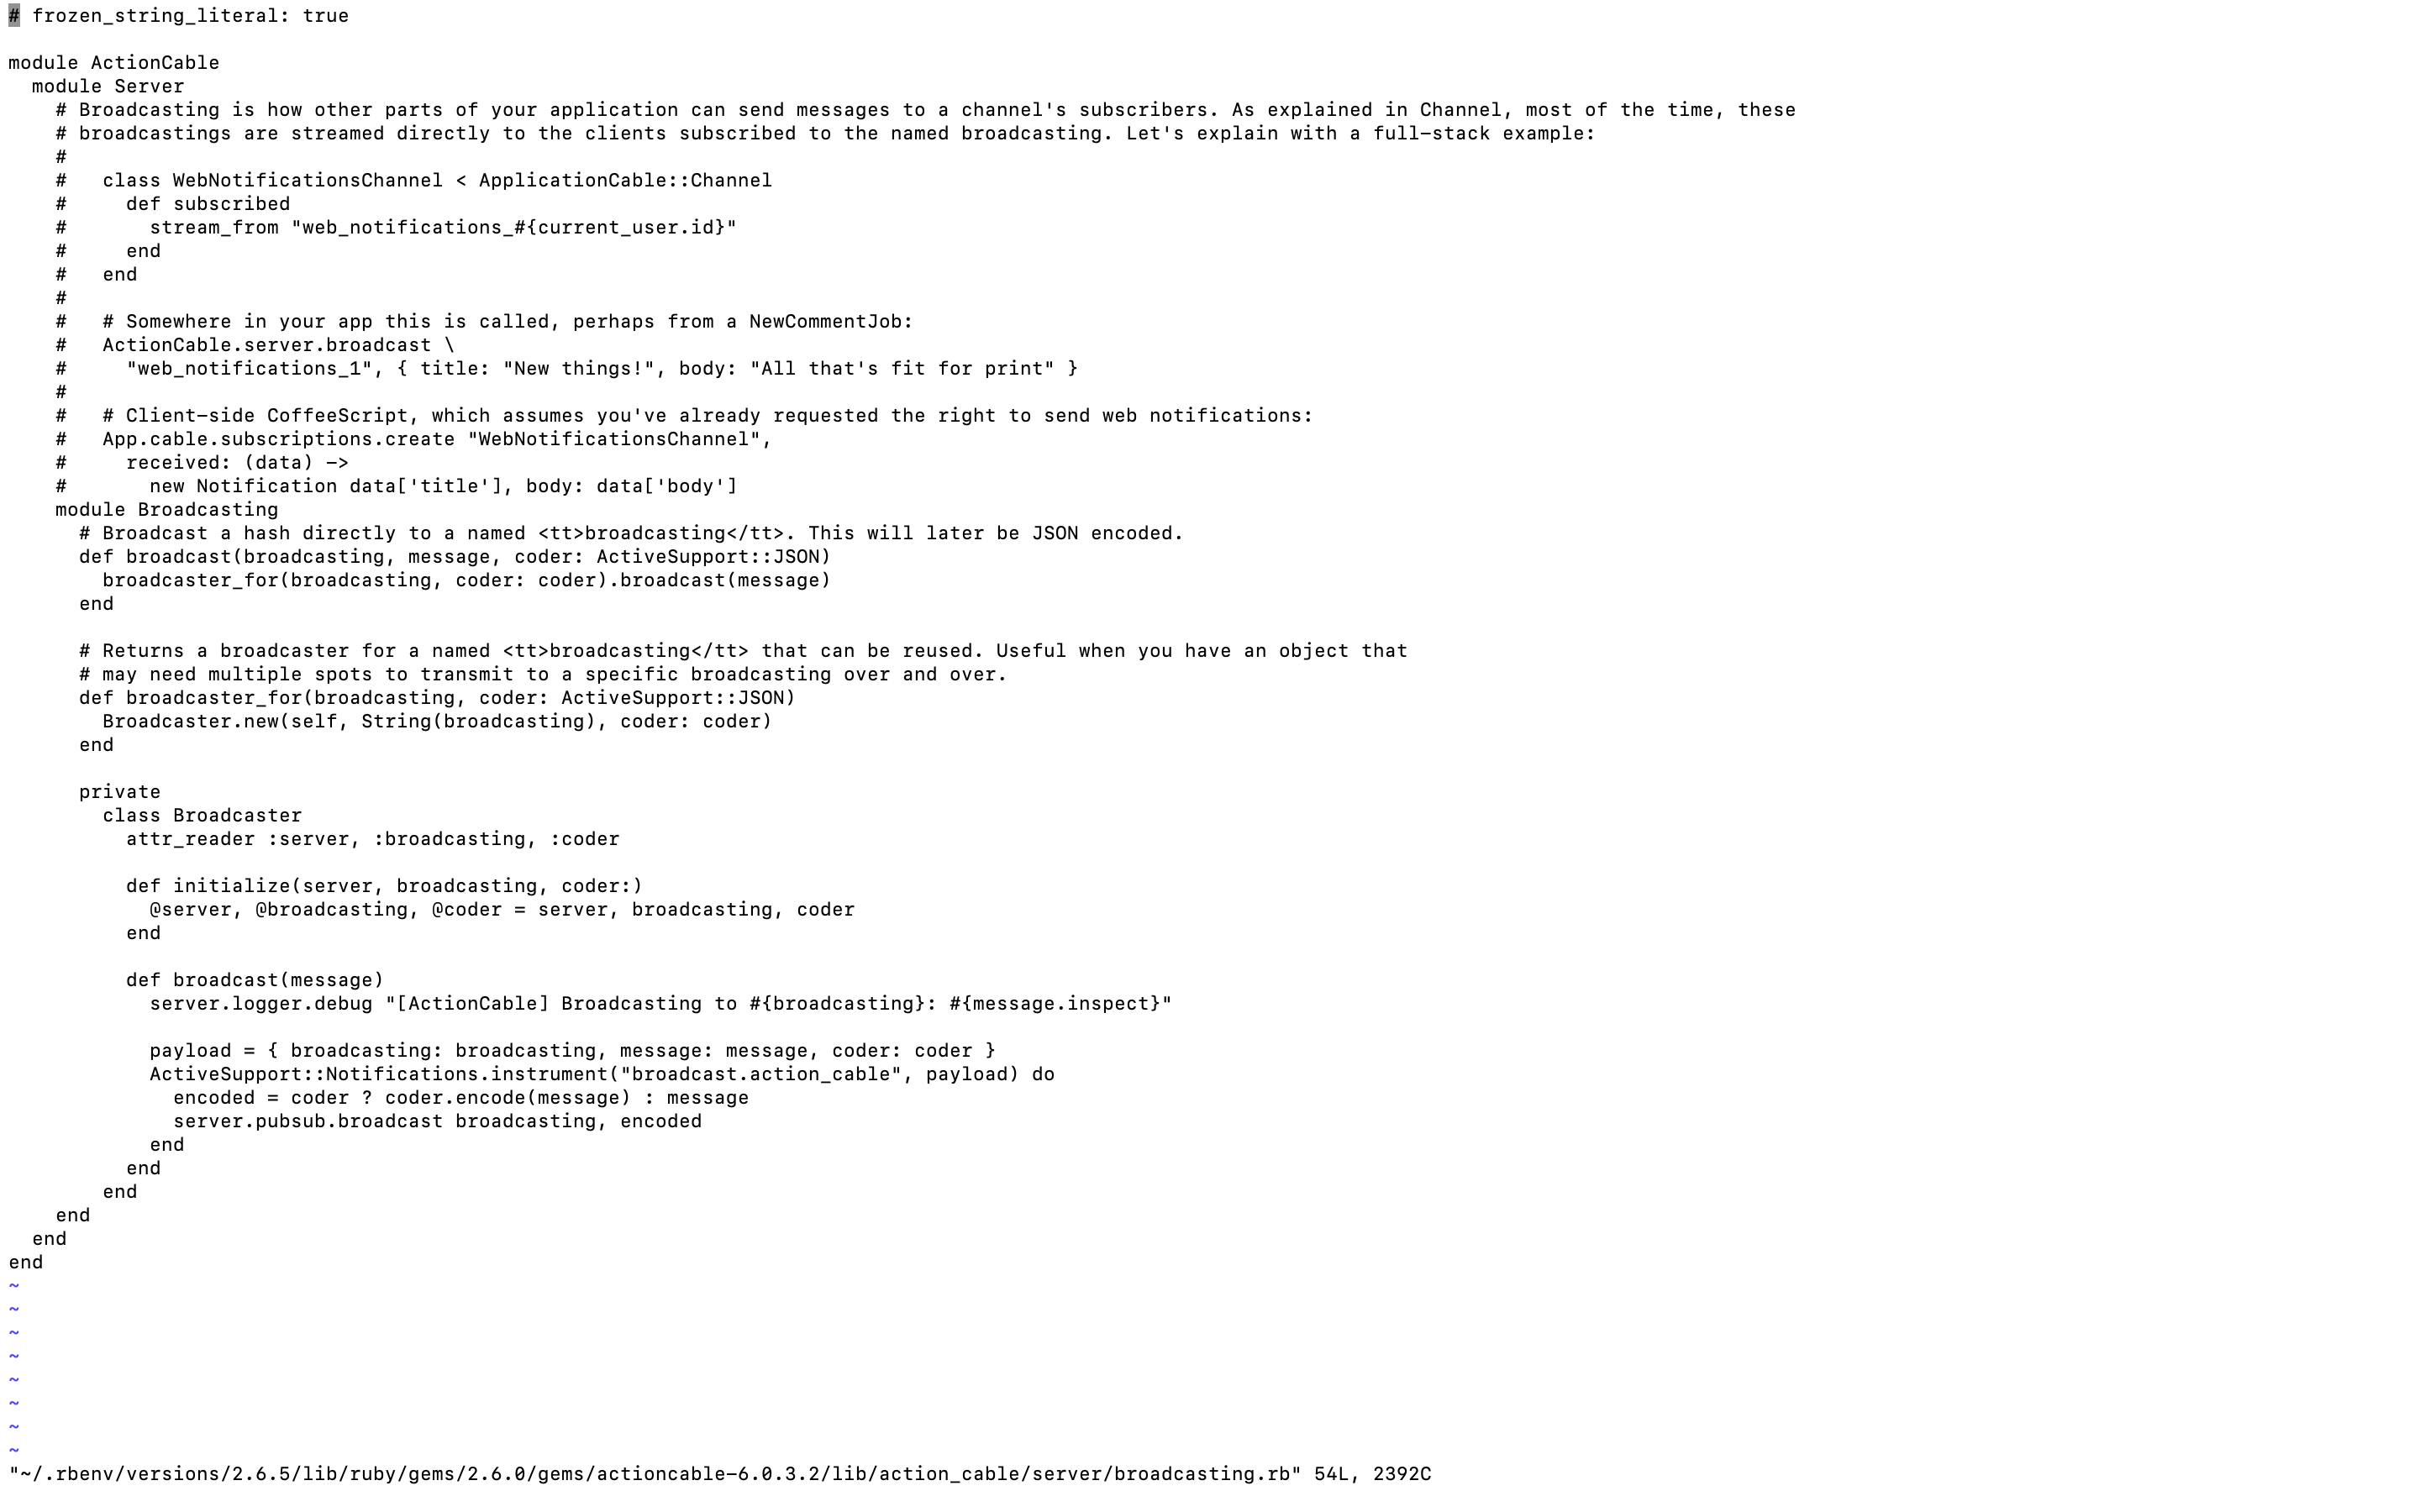 # frozen_string_literal: true

module ActionCable
  module Server
    # Broadcasting is how other parts of your application can send messages to a channel's subscribers. As explained in Channel, most of the time, these
    # broadcastings are streamed directly to the clients subscribed to the named broadcasting. Let's explain with a full-stack example:
    #
    #   class WebNotificationsChannel < ApplicationCable::Channel
    #     def subscribed
    #       stream_from "web_notifications_#{current_user.id}"
    #     end
    #   end
    #
    #   # Somewhere in your app this is called, perhaps from a NewCommentJob:
    #   ActionCable.server.broadcast \
    #     "web_notifications_1", { title: "New things!", body: "All that's fit for print" }
    #
    #   # Client-side CoffeeScript, which assumes you've already requested the right to send web notifications:
    #   App.cable.subscriptions.create "WebNotificationsChannel",
    #     received: (data) ->
    #       new Notification data['title'], body: data['body']
    module Broadcasting
      # Broadcast a hash directly to a named <tt>broadcasting</tt>. This will later be JSON encoded.
      def broadcast(broadcasting, message, coder: ActiveSupport::JSON)
        broadcaster_for(broadcasting, coder: coder).broadcast(message)
      end

      # Returns a broadcaster for a named <tt>broadcasting</tt> that can be reused. Useful when you have an object that
      # may need multiple spots to transmit to a specific broadcasting over and over.
      def broadcaster_for(broadcasting, coder: ActiveSupport::JSON)
        Broadcaster.new(self, String(broadcasting), coder: coder)
      end

      private
        class Broadcaster
          attr_reader :server, :broadcasting, :coder

          def initialize(server, broadcasting, coder:)
            @server, @broadcasting, @coder = server, broadcasting, coder
          end

          def broadcast(message)
            server.logger.debug "[ActionCable] Broadcasting to #{broadcasting}: #{message.inspect}"

            payload = { broadcasting: broadcasting, message: message, coder: coder }
            ActiveSupport::Notifications.instrument("broadcast.action_cable", payload) do
              encoded = coder ? coder.encode(message) : message
              server.pubsub.broadcast broadcasting, encoded
            end
          end
        end
    end
  end
end
~
~
~
~
~
~
~
~
"~/.rbenv/versions/2.6.5/lib/ruby/gems/2.6.0/gems/actioncable-6.0.3.2/lib/action_cable/server/broadcasting.rb" 54L, 2392C